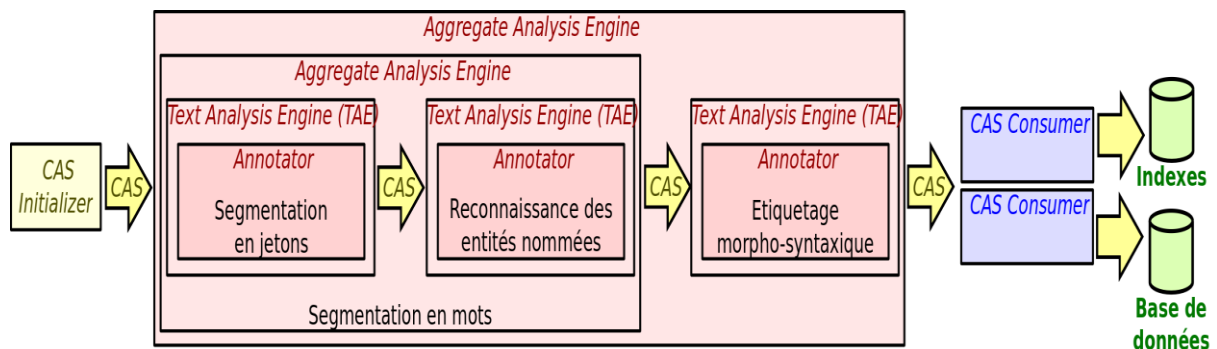 Aggregate Analysis Engine
Aggregate Analysis Engine
Text Analysis Engine (TAE)
Text Analysis Engine (TAE)
Text Analysis Engine (TAE)
CAS
Initializer
CAS
Annotator
Segmentation
en jetons
CAS
Annotator
Reconnaissance des
entités nommées
CAS
Annotator
Etiquetage
morpho-syntaxique
Segmentation en mots
CAS
CAS Consumer
Indexes
CAS Consumer
Base de
données